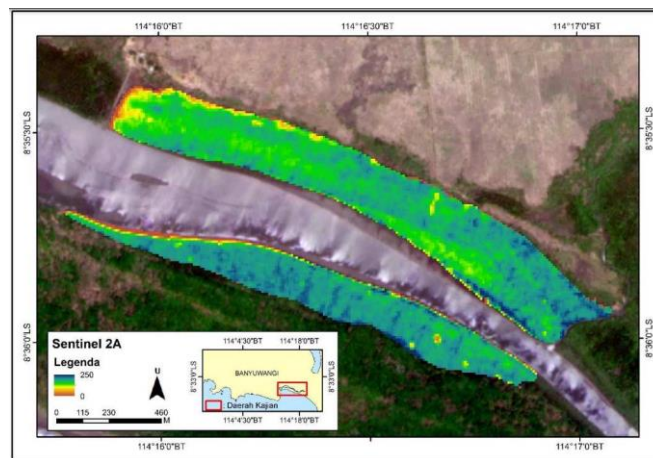 114°16'0"BT
114°16'30"BT
114°17'0"BT
8°35'30"LS
8°35'30"LS
8°36'0"LS
8°36'0"LS
Sentinel 2A
Legenda
250
0
U
0 115 230 460
M
114°4'30"BT
114°18'0"BT
BANYUWANGI
8°33'0"LS
8°33'0"LS
: Daerah Kajian
114°4'30"BT
114°18'0"BT
114°16'0"BT
114°17'0"BT